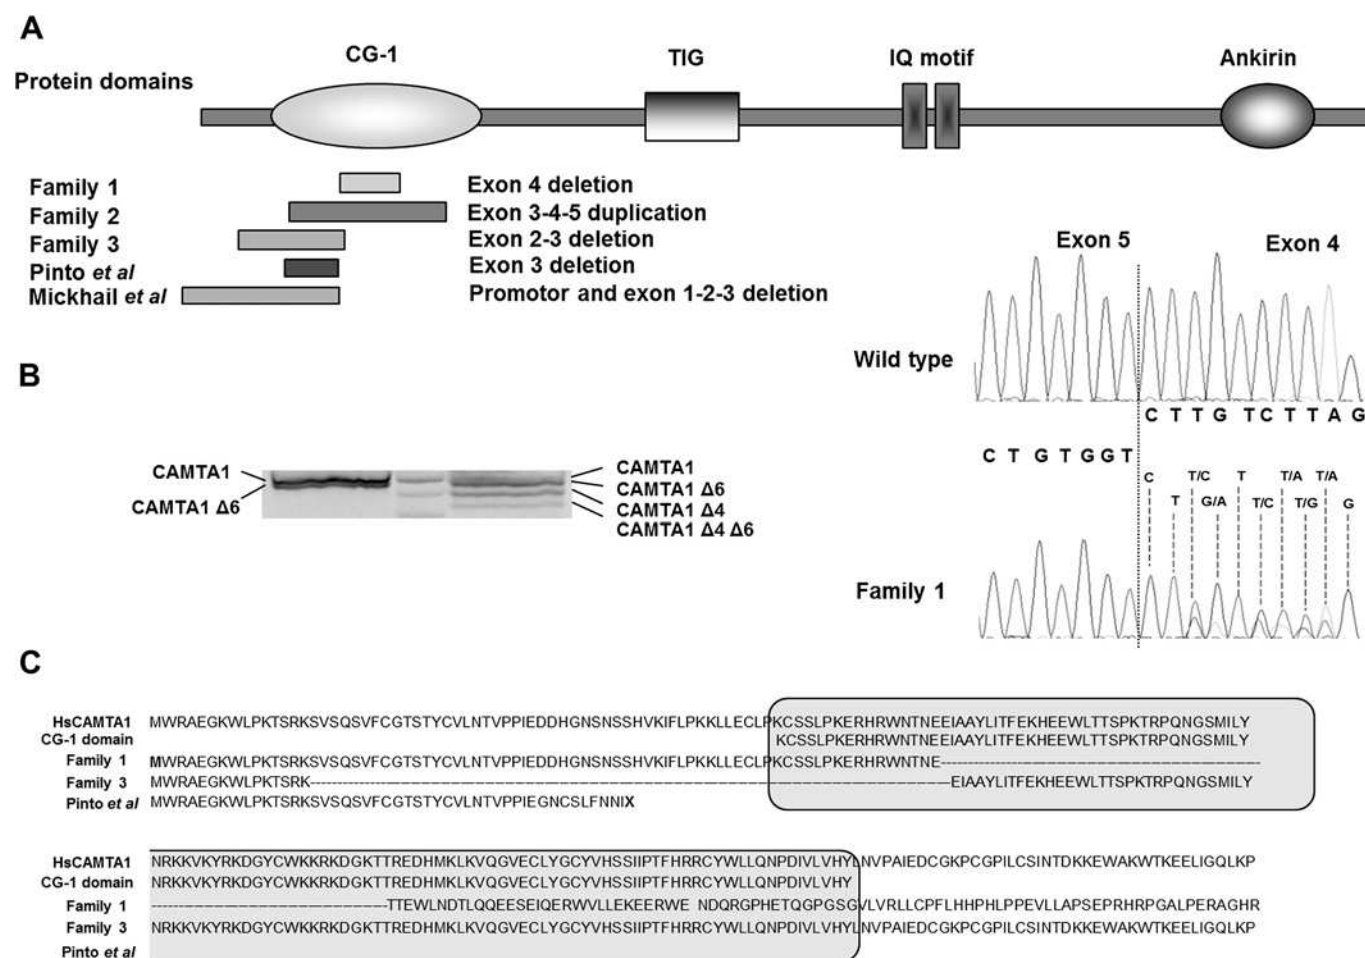 A
CG-1
TIG
IQ motif
Ankirin
Protein domains
Family 1
Exon 4 deletion
Family 2
Exon 3-4-5 duplication
Family 3
Exon 2-3 deletion
Pinto et al
Exon 3 deletion
Mickhail et al
Promotor and exon 1-2-3 deletion
Exon 5
Exon 4
Wild type
C T T G T C T T A G
C T G T G G T
C T T/C G/A T T/C T/A T/G T/A G
Family 1
B
CAMTA1
CAMTA1 Δ6
CAMTA1
CAMTA1 Δ6
CAMTA1 Δ4
CAMTA1 Δ4 Δ6
C
HsCAMTA1 MWRAEGKWLPKTSRKSVSQSVFCGTSTYCVLNTVPPIEDDHGNSNSSHVKIFLPKKLLECLPKCSSLPKERHRWNTNEEIAAYLITFEKHEEWLTTSPKTRPQNGSMILY
CG-1 domain KCSSLPKERHRWNTNEEIAAYLITFEKHEEWLTTSPKTRPQNGSMILY
Family 1 MWRAEGKWLPKTSRKSVSQSVFCGTSTYCVLNTVPPIEDDHGNSNSSHVKIFLPKKLLECLPKCSSLPKERHRWNTNE
Family 3 MWRAEGKWLPKTSRK EIAAYLITFEKHEEWLTTSPKTRPQNGSMILY
Pinto et al MWRAEGKWLPKTSRKSVSQSVFCGTSTYCVLNTVPPIEGNCSLFNNIX
HsCAMTA1 NRKKVKYRKDGYCWKKRKDGKTTREDHMKLKVQGVECLYGCYVHSSIIPTFHRRCYWLLQNPDIVLVHYLNVPAIEDCGKPCGPILCSINTDKKEWAKWTKEELIGQLKP
CG-1 domain NRKKVKYRKDGYCWKKRKDGKTTREDHMKLKVQGVECLYGCYVHSSIIPTFHRRCYWLLQNPDIVLVHY
Family 1 TTEWLNDTLQQEESEIQERWVLLEKEERWE NDQRGPHETQGPGSGVLVRLLCPFLHHPHLPPEVLLAPSEPRHRPGALPERAGHR
Family 3 NRKKVKYRKDGYCWKKRKDGKTTREDHMKLKVQGVECLYGCYVHSSIIPTFHRRCYWLLQNPDIVLVHYLNVPAIEDCGKPCGPILCSINTDKKEWAKWTKEELIGQLKP
Pinto et al